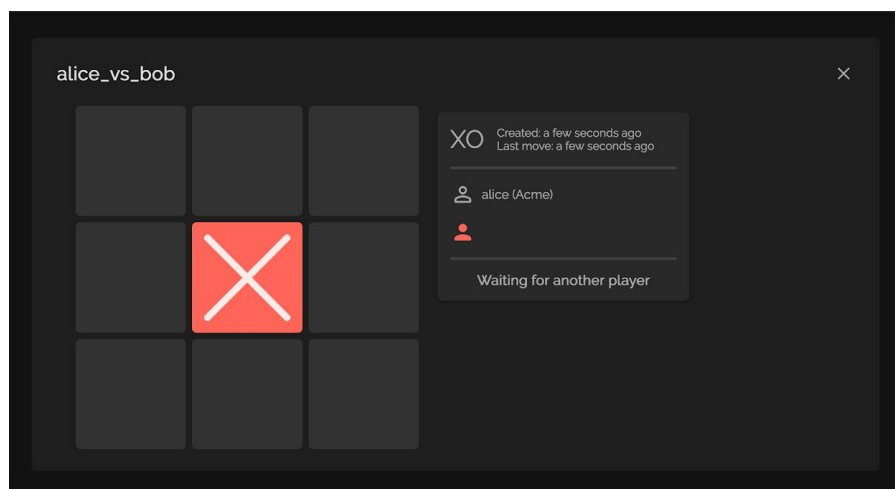 alice_vs_bob
XO
Created: a few seconds ago
Last move: a few seconds ago
alice (Acme)
Waiting for another player